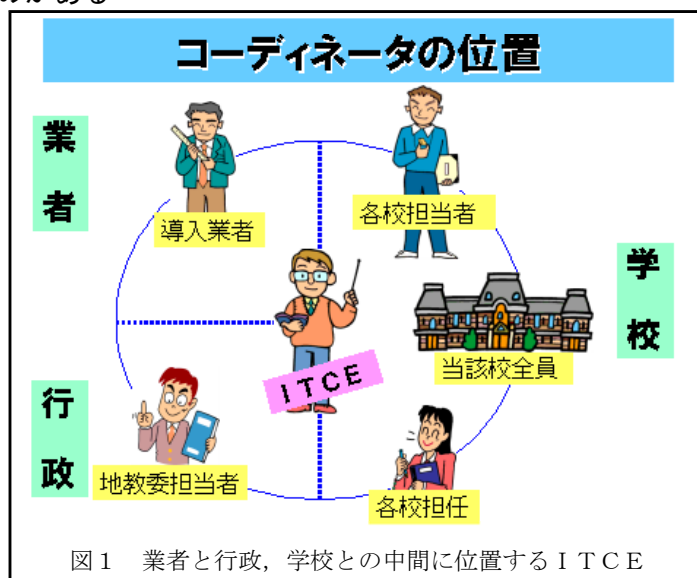 コーディネータの位置
業者
導入業者
各校担当者
学校
当該校全員
ITCE
行政
地教委担当者
各校担任
図1 業者と行政,学校との中間に位置するITCE